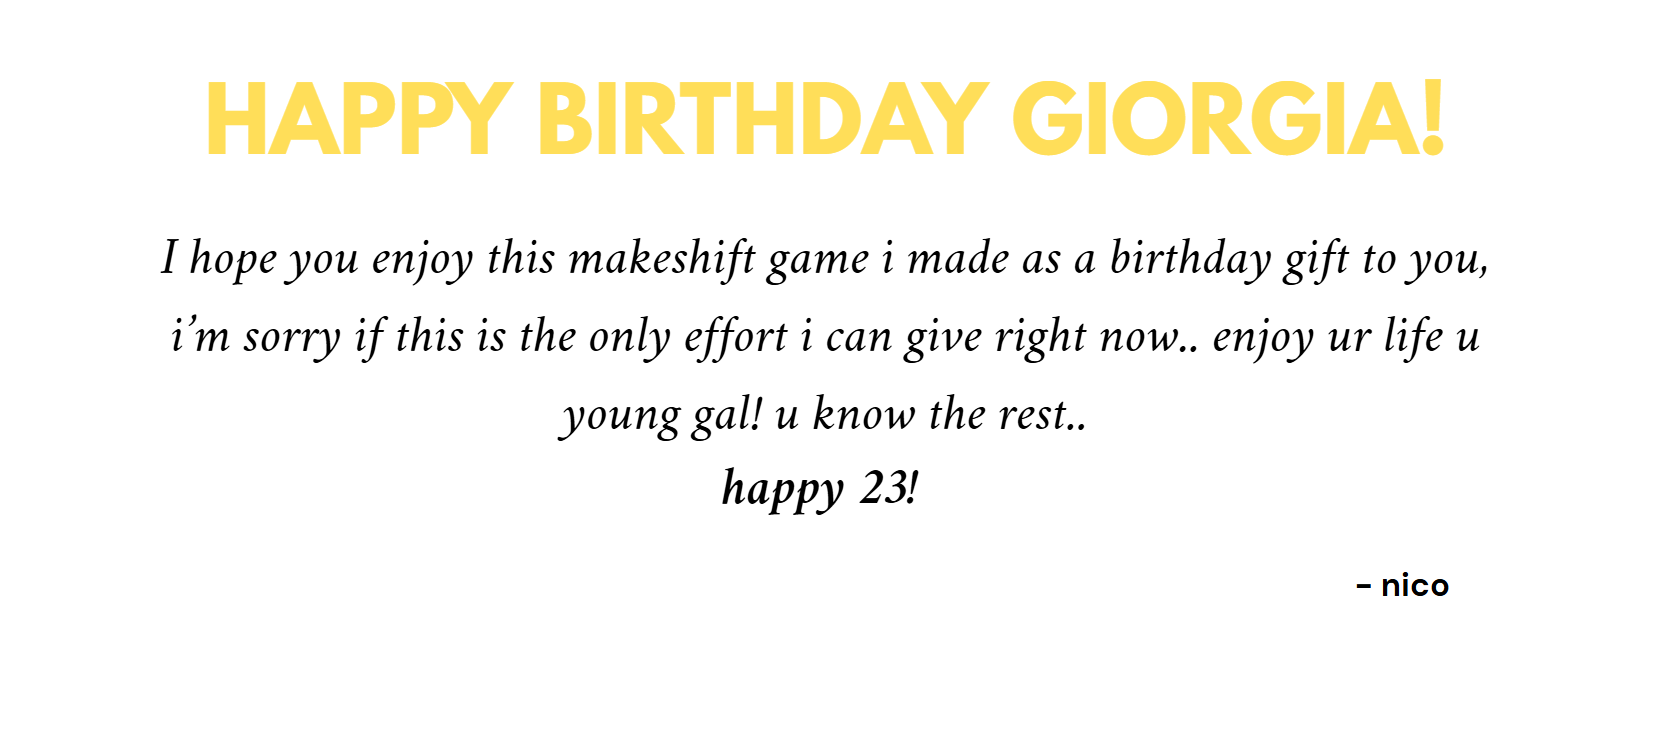 HAPPY BIRTHDAY GIORGIA!
I hope you enjoy this makeshift game i made as a birthday gift to you,
i’m sorry if this is the only effort i can give right now.. enjoy ur life u
young gal! u know the rest..
happy 23!
- nico